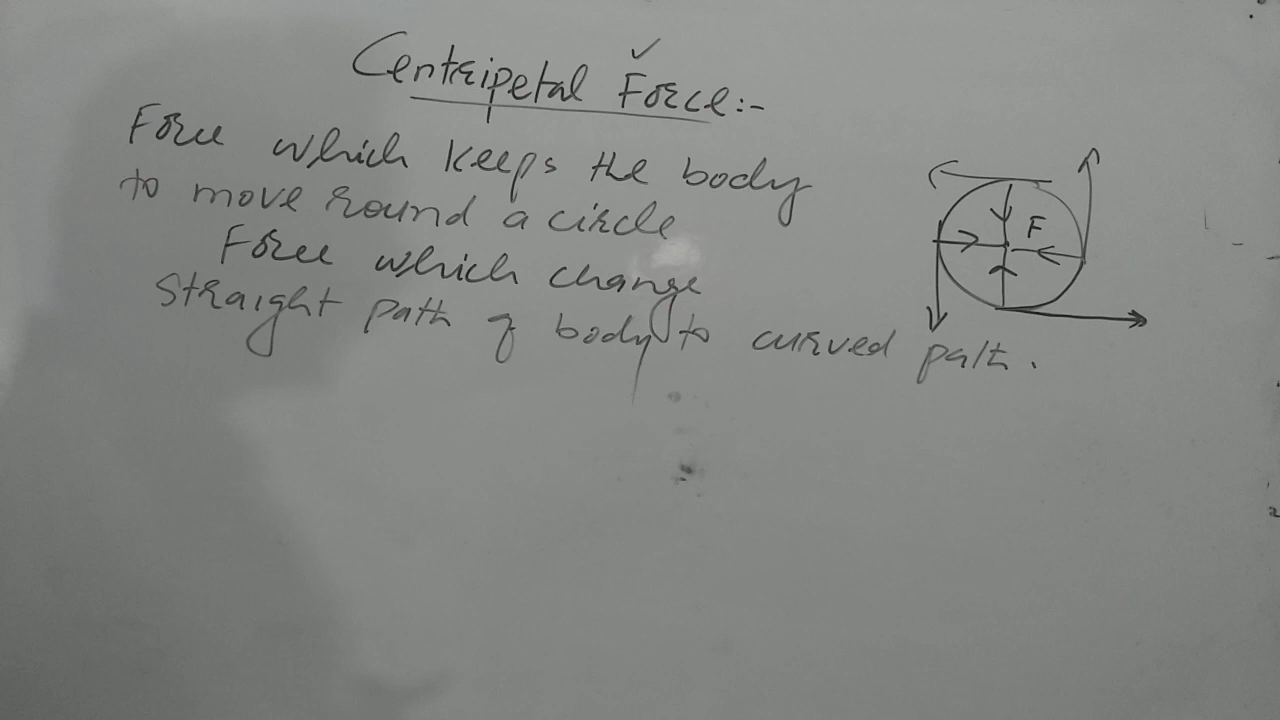 Centripetal Force:-
Force which keeps the body
to move round a circle
Force which change
straight path of body to curved path.
F